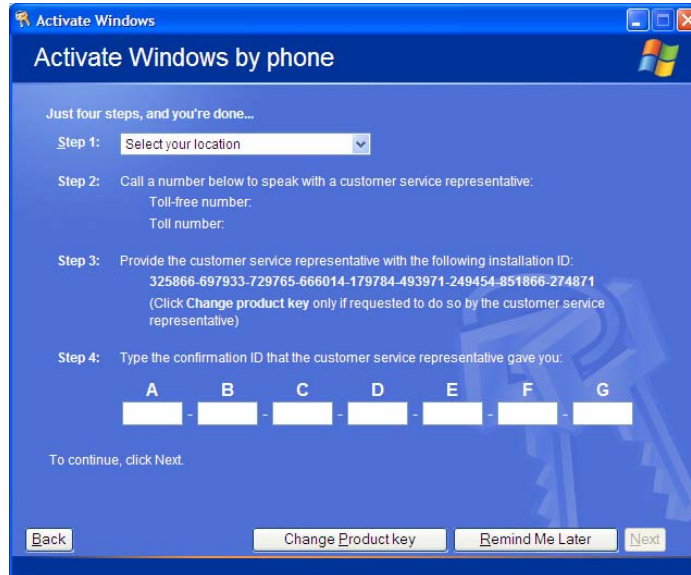 Activate Windows
Activate Windows by phone
Just four steps, and you're done...
Step 1: Select your location
Step 2: Call a number below to speak with a customer service representative:
Toll-free number:
Toll number:
Step 3: Provide the customer service representative with the following installation ID:
325866-697933-729765-666014-179784-493971-249454-851866-274871
(Click Change product key only if requested to do so by the customer service
representative)
Step 4: Type the confirmation ID that the customer service representative gave you:
A B C D E F G
- - - - - -
To continue, click Next.
Back Change Product key Remind Me Later Next